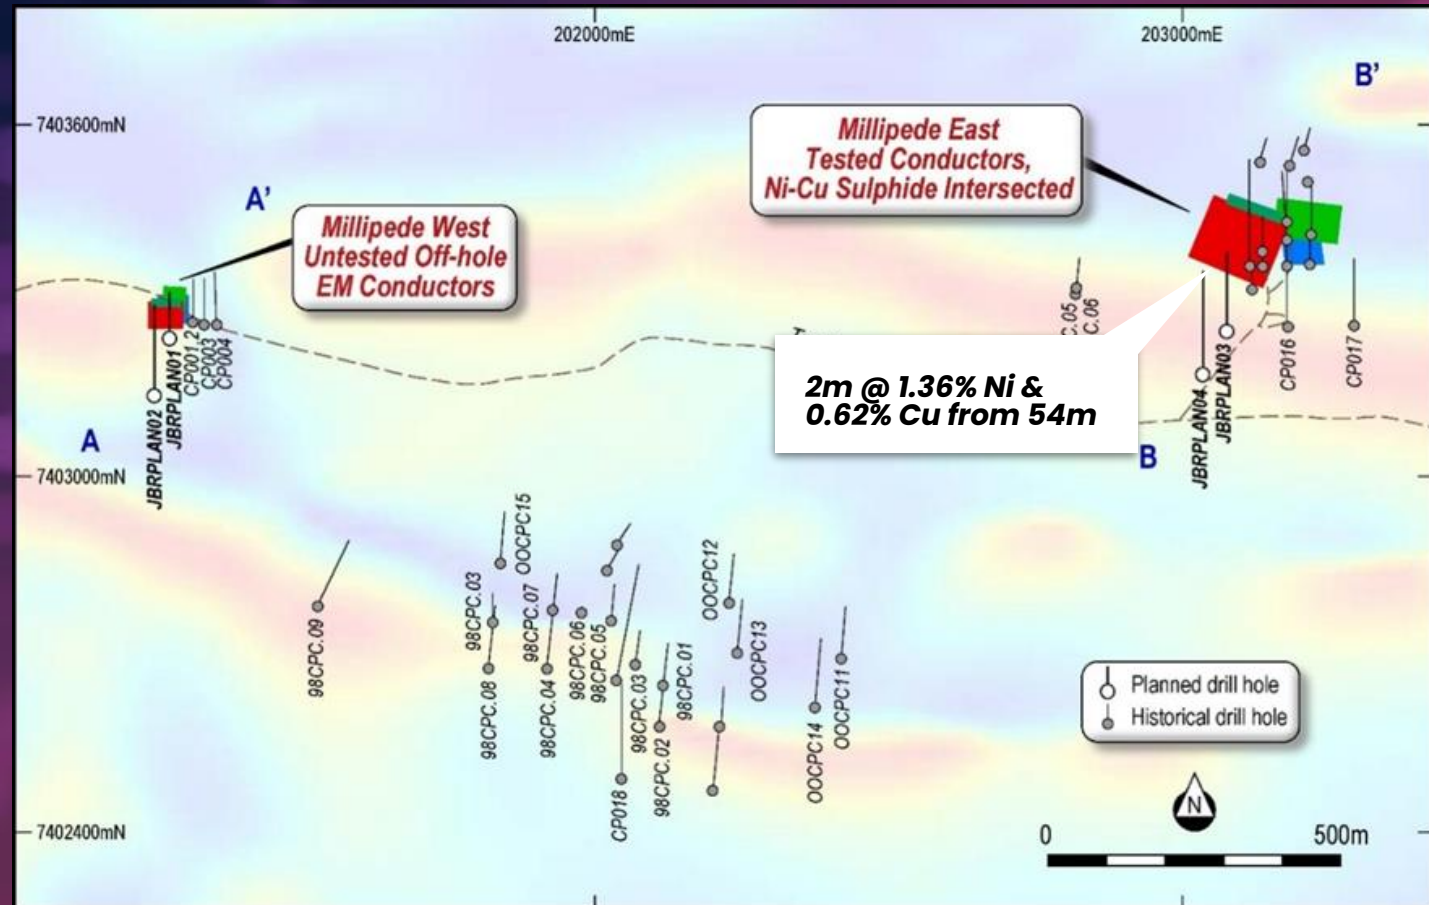 202000mE
203000mE
7403600mN
7403000mN
7402400mN
B'
A'
Millipede East
Tested Conductors,
Ni-Cu Sulphide Intersected
Millipede West
Untested Off-hole
EM Conductors
2m @ 1.36% Ni &
0.62% Cu from 54m
A
B
JBRPLAN02
JBRPLAN01
CP001,2
CP003
CP004
C.05
C.06
JBRPLAN04
JBRPLAN03
CP016
CP017
98CPC.09
98CPC.03
OOCPC15
98CPC.08
98CPC.07
98CPC.04
98CPC.06
98CPC.05
CP018
98CPC.03
98CPC.02
98CPC.01
OOCPC12
OOCPC13
OOCPC14
OOCPC11
Planned drill hole
Historical drill hole
N
0
500m